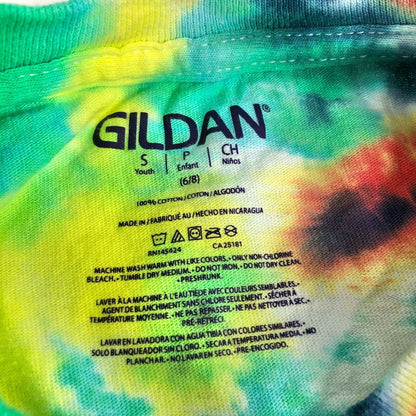 GILDAN®
S | P | CH
Youth | Enfant | Niños
(6/8)
100% COTTON / COTON / ALGODÓN
MADE IN / FABRIQUÉ AU / HECHO EN NICARAGUA
RN145424 CA25181
MACHINE WASH WARM WITH LIKE COLORS. • ONLY NON-CHLORINE
BLEACH. • TUMBLE DRY MEDIUM. • DO NOT IRON. • DO NOT DRY CLEAN.
• PRESHRUNK.
LAVER À LA MACHINE À L'EAU TIÈDE AVEC COULEURS SEMBLABLES.
• AGENT DE BLANCHIMENT SANS CHLORE SEULEMENT. • SÉCHER À
TEMPÉRATURE MOYENNE. • NE PAS REPASSER. • NE PAS NETTOYER À SEC.
• PRÉ-RÉTRÉCI
LAVAR EN LAVADORA CON AGUA TIBIA CON COLORES SIMILARES. •
SOLO BLANQUEADOR SIN CLORO. • SECAR A TEMPERATURA MEDIA. • NO
PLANCHAR. • NO LAVAR EN SECO. • PRE-ENCOGIDO.